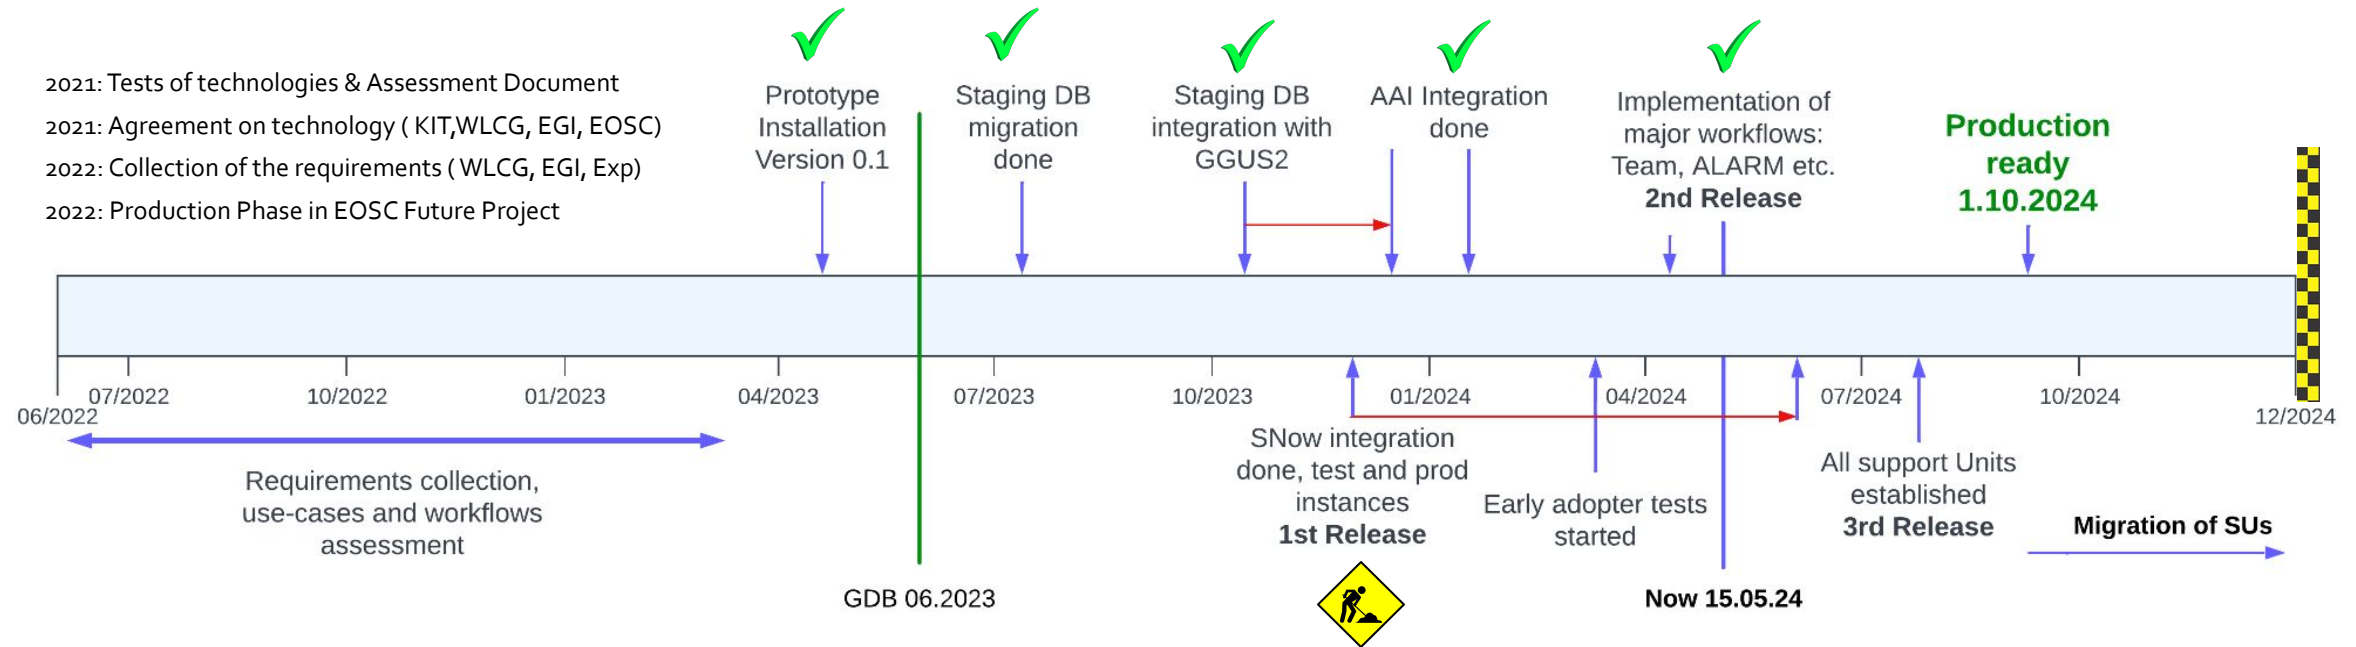 2021: Tests of technologies & Assessment Document
2021: Agreement on technology ( KIT,WLCG, EGI, EOSC)
2022: Collection of the requirements ( WLCG, EGI, Exp)
2022: Production Phase in EOSC Future Project
Prototype
Installation
Version 0.1
Staging DB
migration
done
Staging DB
integration with
GGUS2
AAI Integration
done
Implementation of
major workflows:
Team, ALARM etc.
2nd Release
Production
ready
1.10.2024
06/2022
07/2022
10/2022
01/2023
04/2023
07/2023
10/2023
01/2024
04/2024
07/2024
10/2024
12/2024
Requirements collection,
use-cases and workflows
assessment
GDB 06.2023
SNow integration
done, test and prod
instances
1st Release
Early adopter tests
started
Now 15.05.24
All support Units
established
3rd Release
Migration of SUs